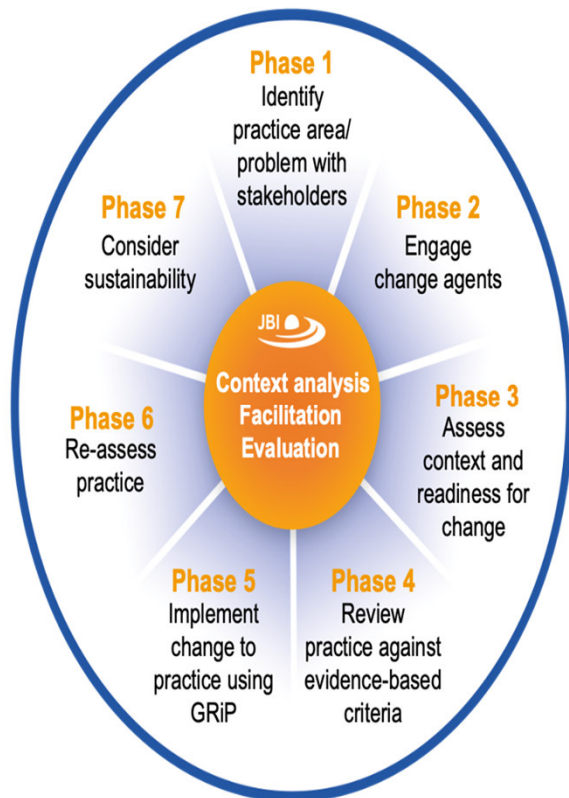 Phase 1
Identify
practice area/
problem with
stakeholders
Phase 2
Engage
change agents
Phase 3
Assess
context and
readiness for
change
Phase 4
Review
practice against
evidence-based
criteria
Phase 5
Implement
change to
practice using
GRiP
Phase 6
Re-assess
practice
Phase 7
Consider
sustainability
JBI
Context analysis
Facilitation
Evaluation